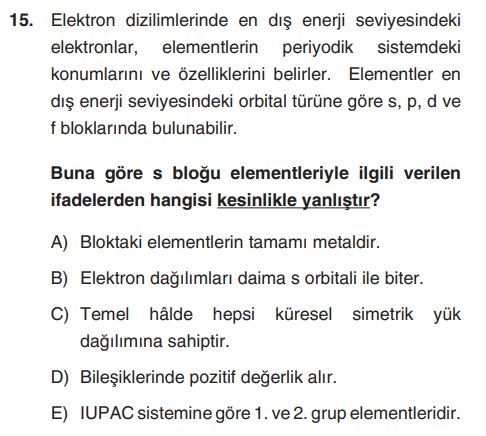 15. Elektron dizilimlerinde en dış enerji seviyesindeki
elektronlar, elementlerin periyodik sistemdeki
konumlarını ve özelliklerini belirler. Elementler en
dış enerji seviyesindeki orbital türüne göre s, p, d ve
f bloklarında bulunabilir.
Buna göre s bloğu elementleriyle ilgili verilen
ifadelerden hangisi kesinlikle yanlıştır?
A) Bloktaki elementlerin tamamı metaldir.
B) Elektron dağılımları daima s orbitali ile biter.
C) Temel hâlde hepsi küresel simetrik yük
dağılımına sahiptir.
D) Bileşiklerinde pozitif değerlik alır.
E) IUPAC sistemine göre 1. ve 2. grup elementleridir.